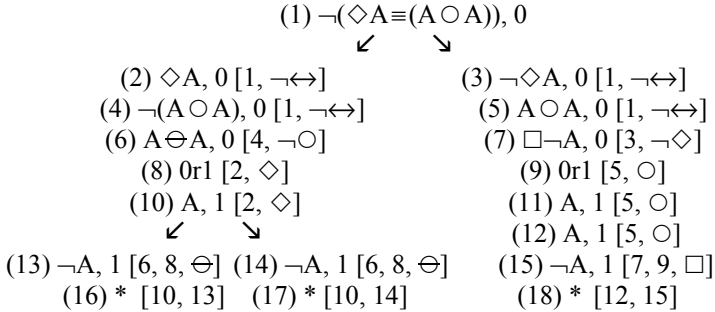 (1) ¬(◇A≡(A○A)), 0
↙ ↘
(2) ◇A, 0 [1, ¬↔] (3) ¬◇A, 0 [1, ¬↔]
(4) ¬(A○A), 0 [1, ¬↔] (5) A○A, 0 [1, ¬↔]
(6) A⊖A, 0 [4, ¬○] (7) □¬A, 0 [3, ¬◇]
(8) 0r1 [2, ◇] (9) 0r1 [5, ○]
(10) A, 1 [2, ◇] (11) A, 1 [5, ○]
↙ ↘ (12) A, 1 [5, ○]
(13) ¬A, 1 [6, 8, ⊖] (14) ¬A, 1 [6, 8, ⊖] (15) ¬A, 1 [7, 9, □]
(16) * [10, 13] (17) * [10, 14] (18) * [12, 15]